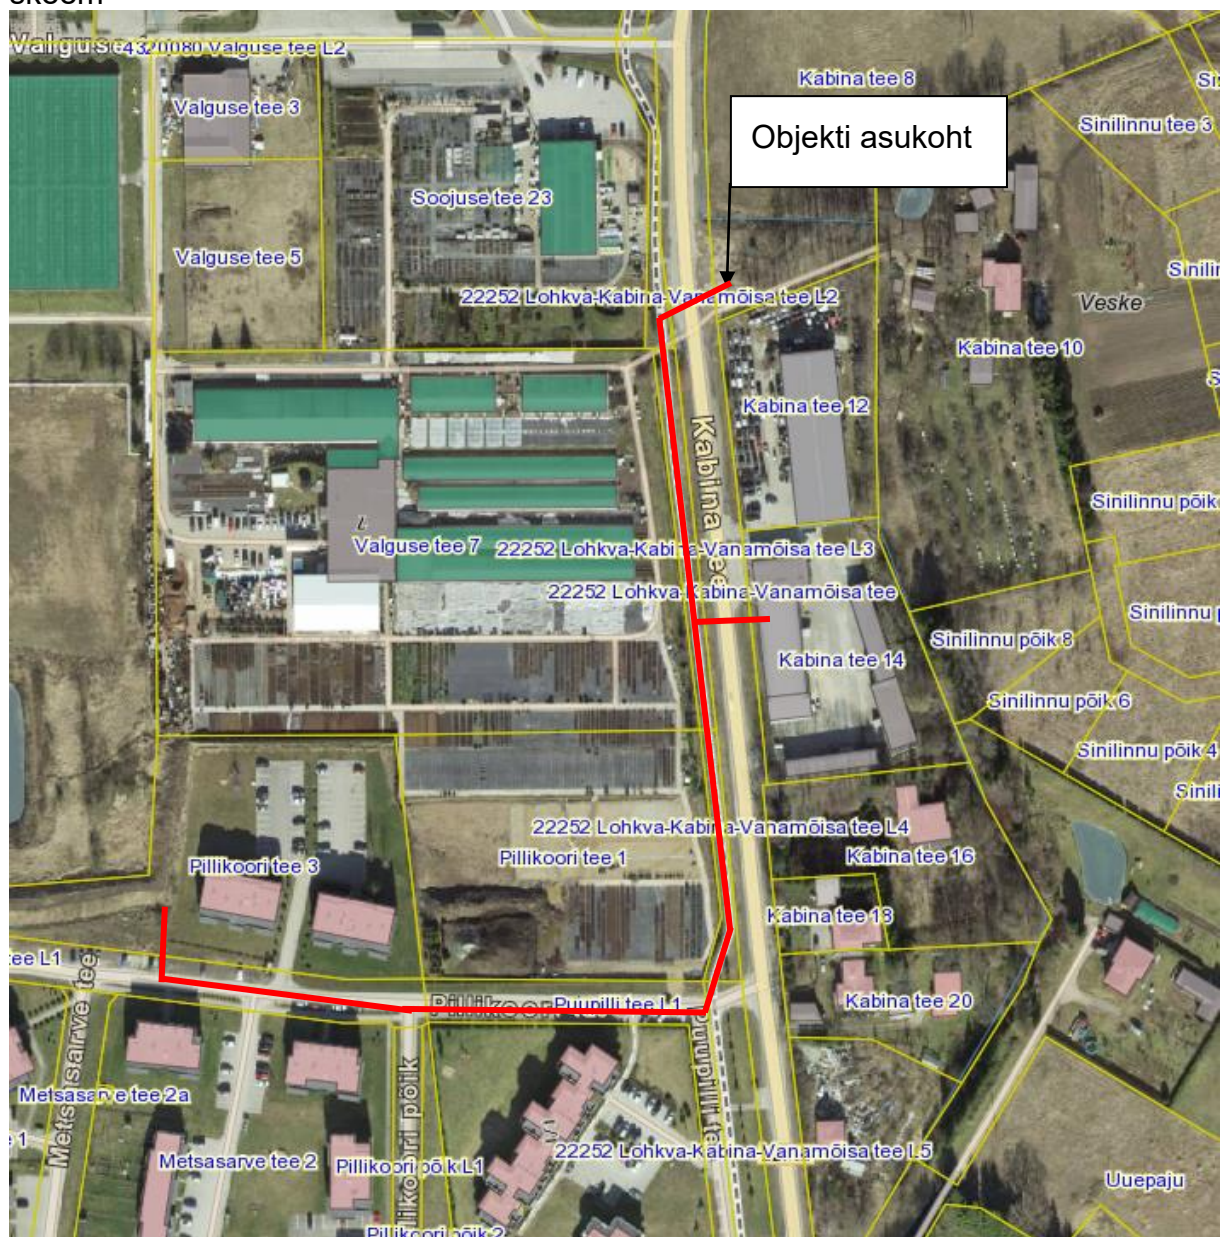 Valguse
4320080 Valguse tee L2
Kabina tee 8
Valguse tee 3
Objekti asukoht
Sinilinnu tee 3
Soojuse tee 23
Valguse tee 5
22252 Lohkva-Kabina-Vanamõisa tee L2
Veske
Kabina tee 10
Kabina tee 12
Kabina tee
Sinilinnu põik
Valguse tee 7
22252 Lohkva-Kabina-Vanamõisa tee L3
22252 Lohkva-Kabina-Vanamõisa tee
Sinilinnu põik 8
Kabina tee 14
Sinilinnu põik 6
Sinilinnu põik 4
22252 Lohkva-Kabina-Vanamõisa tee L4
Pillikoori tee 1
Kabina tee 16
Pillikoori tee 3
Kabina tee 18
tee L1
Puupilli tee L1
Kabina tee 20
Metsasarve tee
Metsasarve tee 2a
Metsasarve tee 2
Pillikoori põik L1
Pillikoori põik
22252 Lohkva-Kabina-Vanamõisa tee L5
Uuepaju
Pillikoori põik 2